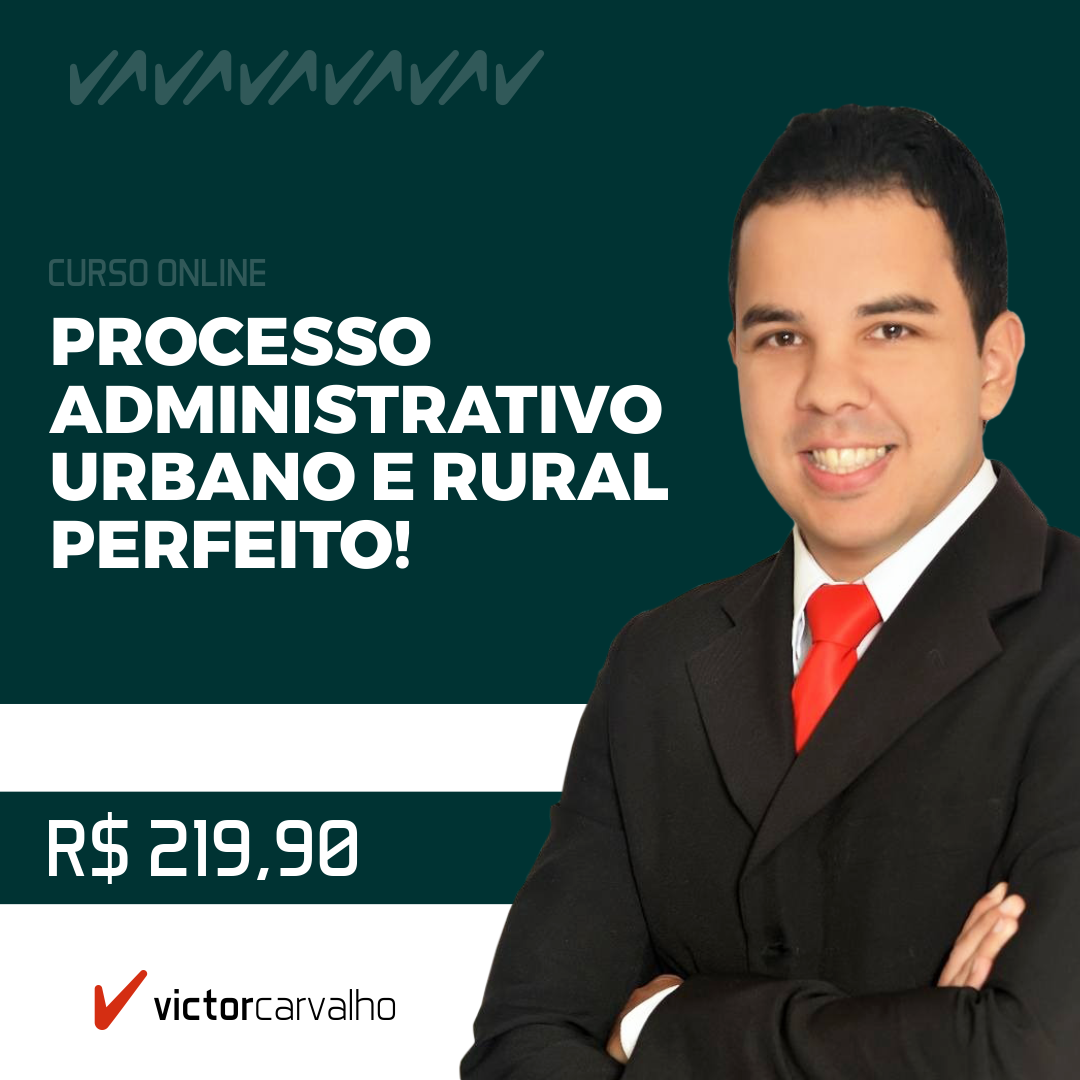 CURSO ONLINE
PROCESSO
ADMINISTRATIVO
URBANO E RURAL
PERFEITO!
R$ 219,90
victorcarvalho